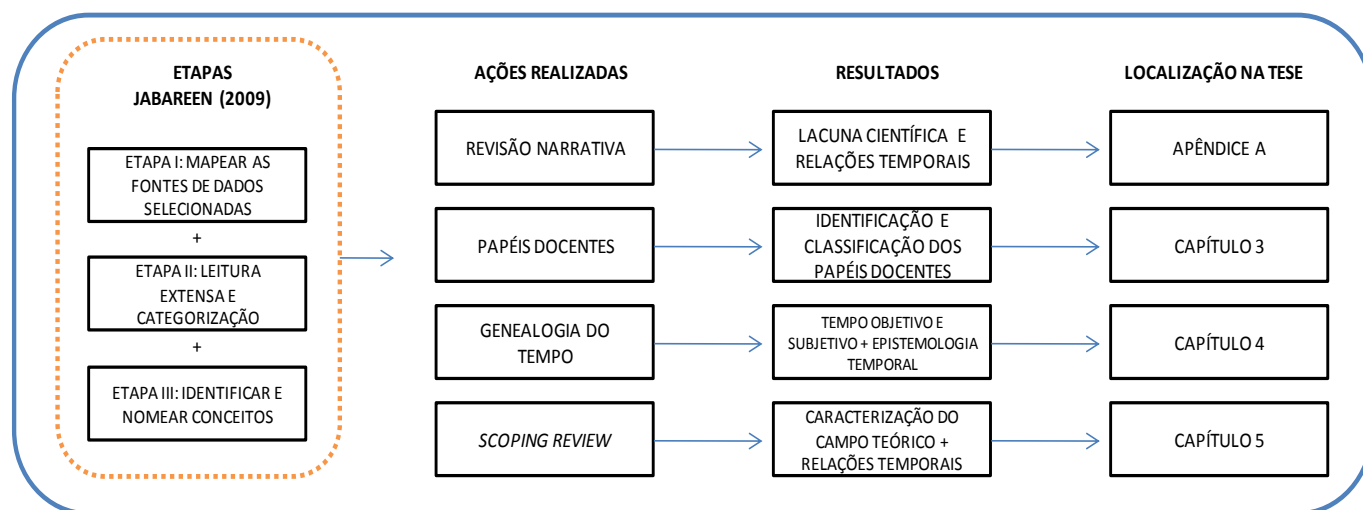 ETAPAS
JABAREEN (2009)
ETAPA I: MAPEAR AS
FONTES DE DADOS
SELECIONADAS
+
ETAPA II: LEITURA
EXTENSA E
CATEGORIZAÇÃO
+
ETAPA III: IDENTIFICAR E
NOMEAR CONCEITOS
AÇÕES REALIZADAS
RESULTADOS
LOCALIZAÇÃO NA TESE
REVISÃO NARRATIVA
LACUNA CIENTÍFICA E
RELAÇÕES TEMPORAIS
APÊNDICE A
PAPÉIS DOCENTES
IDENTIFICAÇÃO E
CLASSIFICAÇÃO DOS
PAPÉIS DOCENTES
CAPÍTULO 3
GENEALOGIA DO
TEMPO
TEMPO OBJETIVO E
SUBJETIVO + EPISTEMOLOGIA
TEMPORAL
CAPÍTULO 4
SCOPING REVIEW
CARACTERIZAÇÃO DO
CAMPO TEÓRICO +
RELAÇÕES TEMPORAIS
CAPÍTULO 5